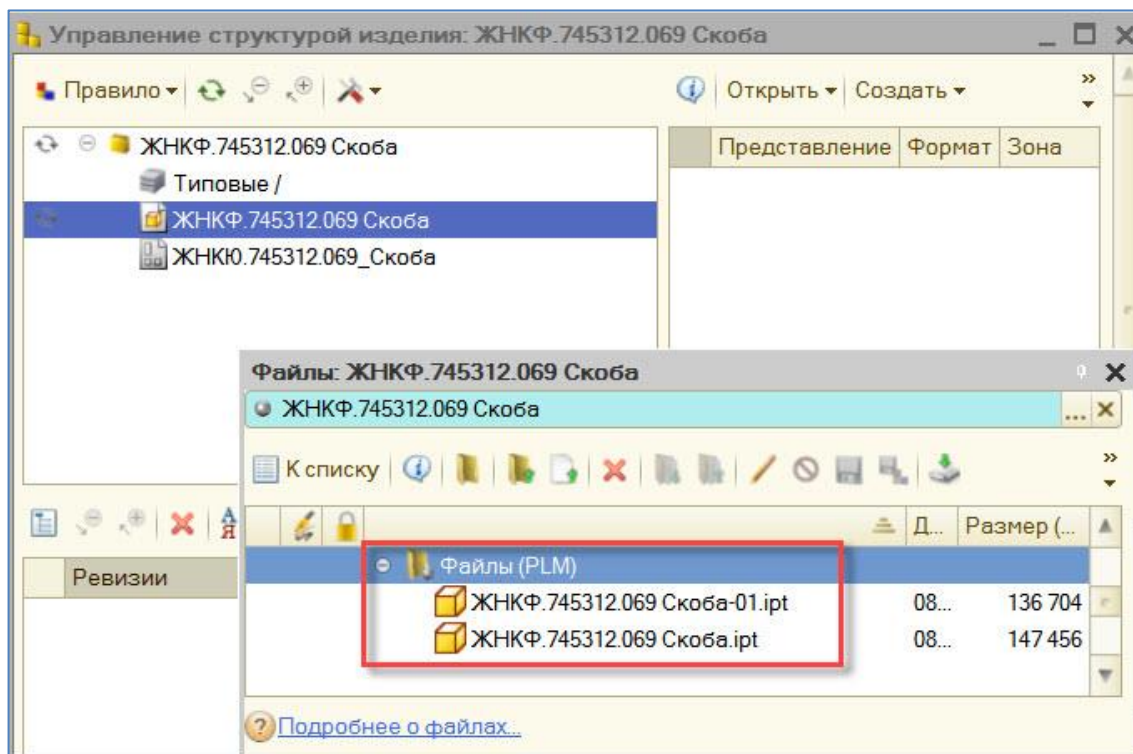 Управление структурой изделия: ЖНКФ.745312.069 Скоба
Правило
Открыть Создать
ЖНКФ.745312.069 Скоба
Типовые /
ЖНКФ.745312.069 Скоба
ЖНКЮ.745312.069_Скоба
Представление Формат Зона
Файлы: ЖНКФ.745312.069 Скоба
ЖНКФ.745312.069 Скоба ...
К списку
Д... Размер (...
Файлы (PLM)
ЖНКФ.745312.069 Скоба-01.ipt 08... 136 704
ЖНКФ.745312.069 Скоба.ipt 08... 147 456
Подробнее о файлах...
А
Я
Ревизии